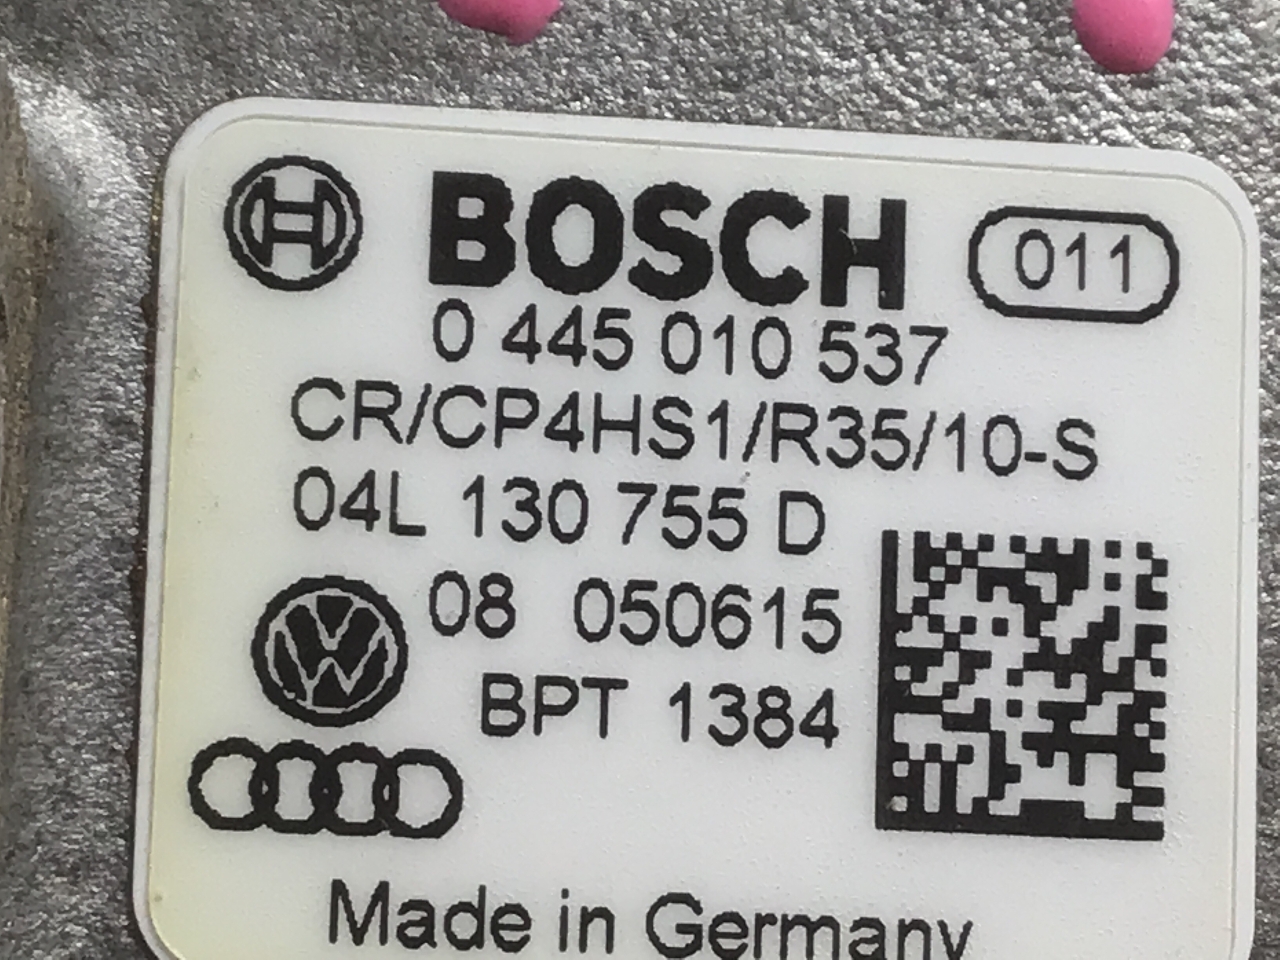 BOSCH 011
0 445 010 537
CR/CP4HS1/R35/10-S
04L 130 755 D
08 050615
BPT 1384
Made in Germany